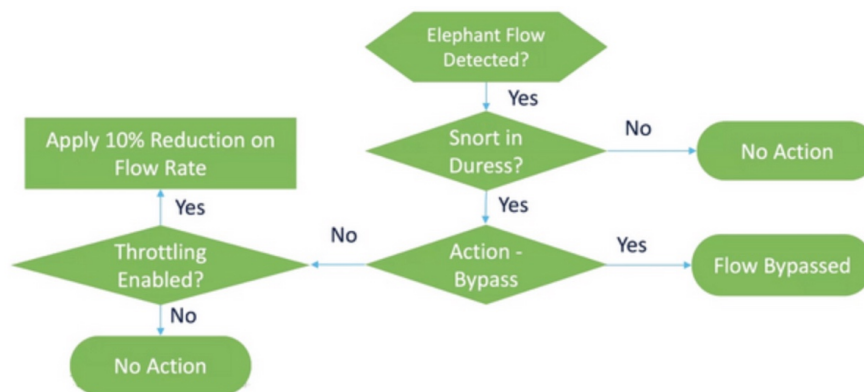 Elephant Flow
Detected?
Yes
Apply 10% Reduction on
Flow Rate
Snort in
Duress?
No
No Action
Yes
Yes
Throttling
Enabled?
No
Action -
Bypass
Yes
Flow Bypassed
No
No Action